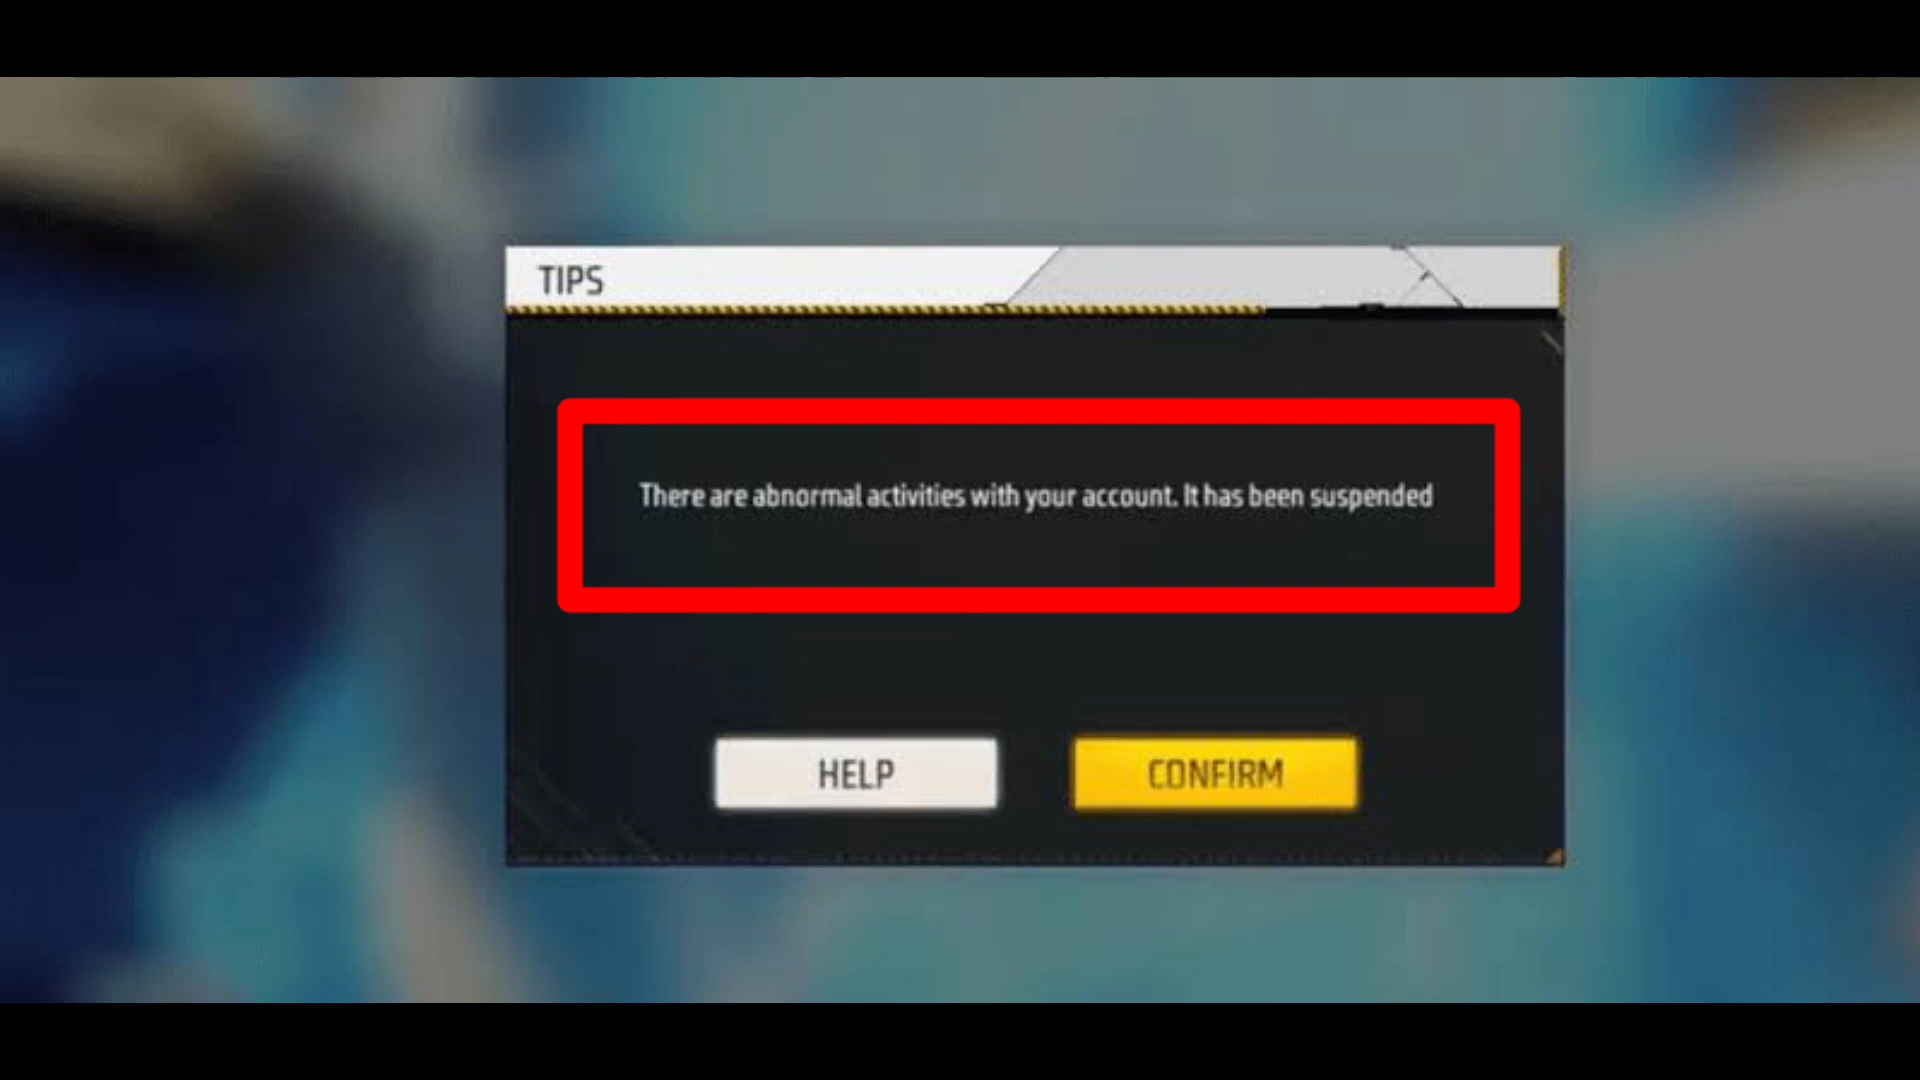 TIPS
There are abnormal activities with your account. It has been suspended
HELP
CONFIRM